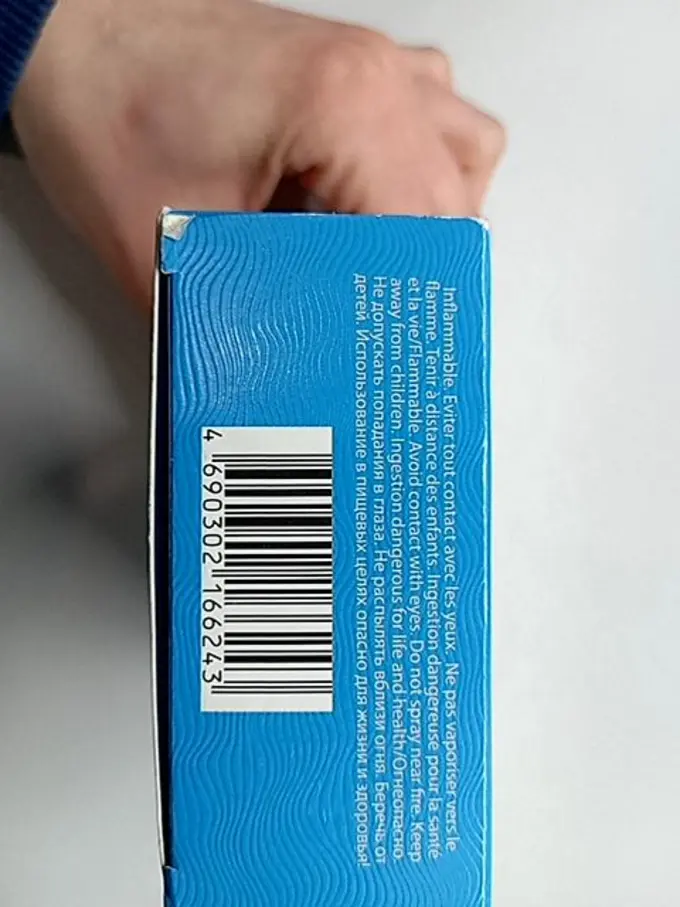 Inflammable. Eviter tout contact avec les yeux. Ne pas vaporiser vers le
flamme. Tenir à distance des enfants. Ingestion dangereuse pour la santé
et la vie/Flammable. Avoid contact with eyes. Do not spray near fire. Keep
away from children. Ingestion dangerous for life and health/Огнеопасно.
Не допускать попадания в глаза. Не распылять вблизи огня. Беречь от
детей. Использование в пищевых целях опасно для жизни и здоровья!
4 690302 166243